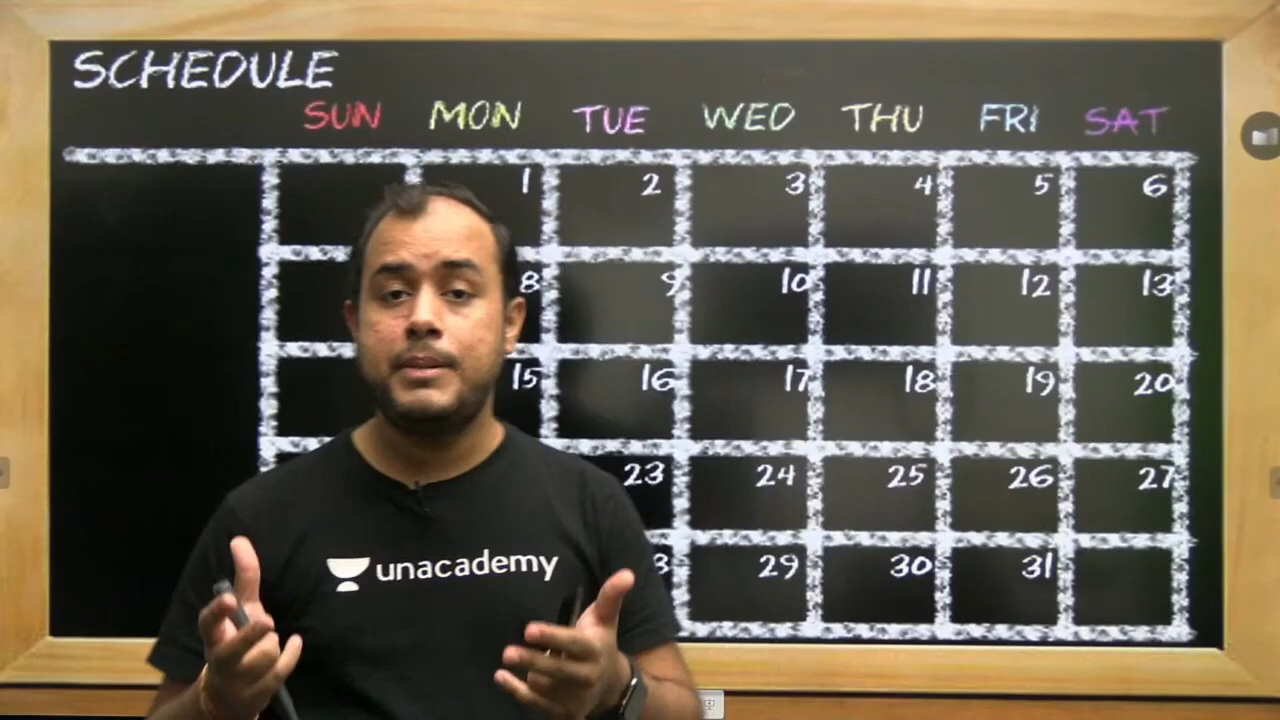 SCHEDULE
SUN MON TUE WED THU FRI SAT
1 2 3 4 5 6
8 9 10 11 12 13
15 16 17 18 19 20
23 24 25 26 27
29 30 31
unacademy